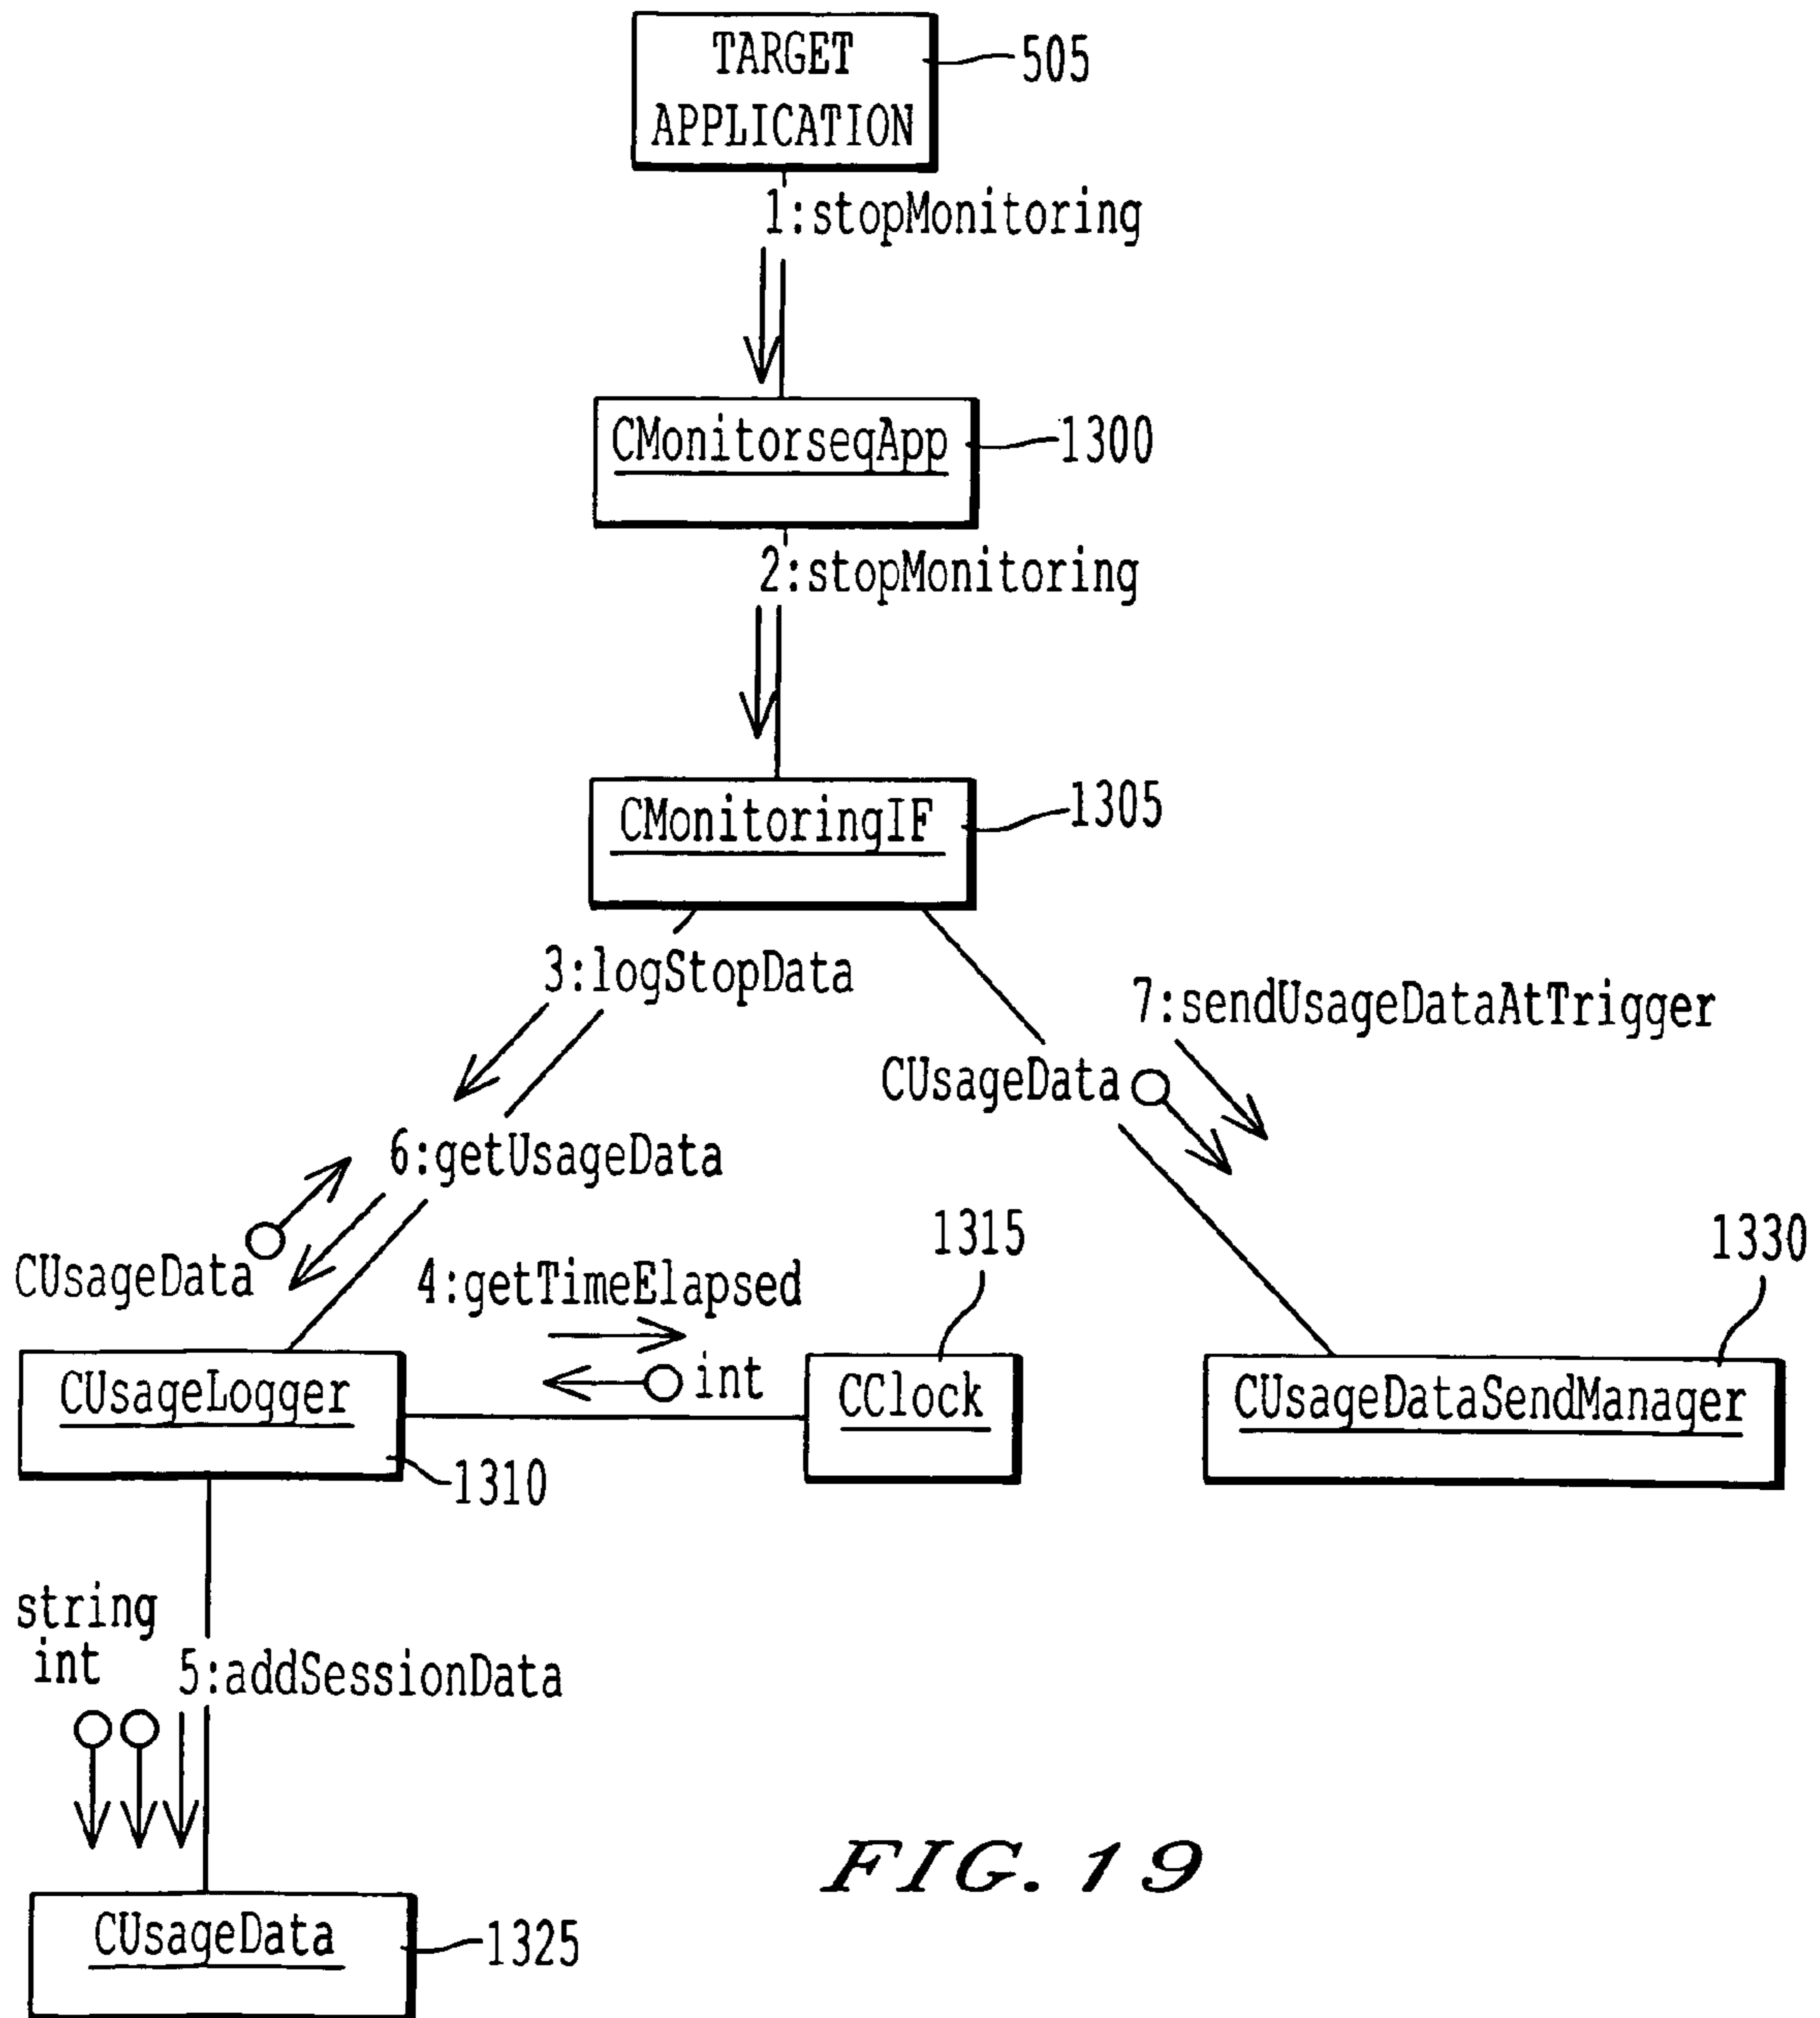 TARGET
APPLICATION
505
1:stopMonitoring
CMonitorseqApp
1300
2:stopMonitoring
CMonitoringIF
1305
3:logStopData
7:sendUsageDataAtTrigger
CUsageData
6:getUsageData
CUsageData
4:getTimeElapsed
1315
1330
int
CUsageLogger
CClock
CUsageDataSendManager
1310
string
int
5:addSessionData
CUsageData
1325
FIG. 19